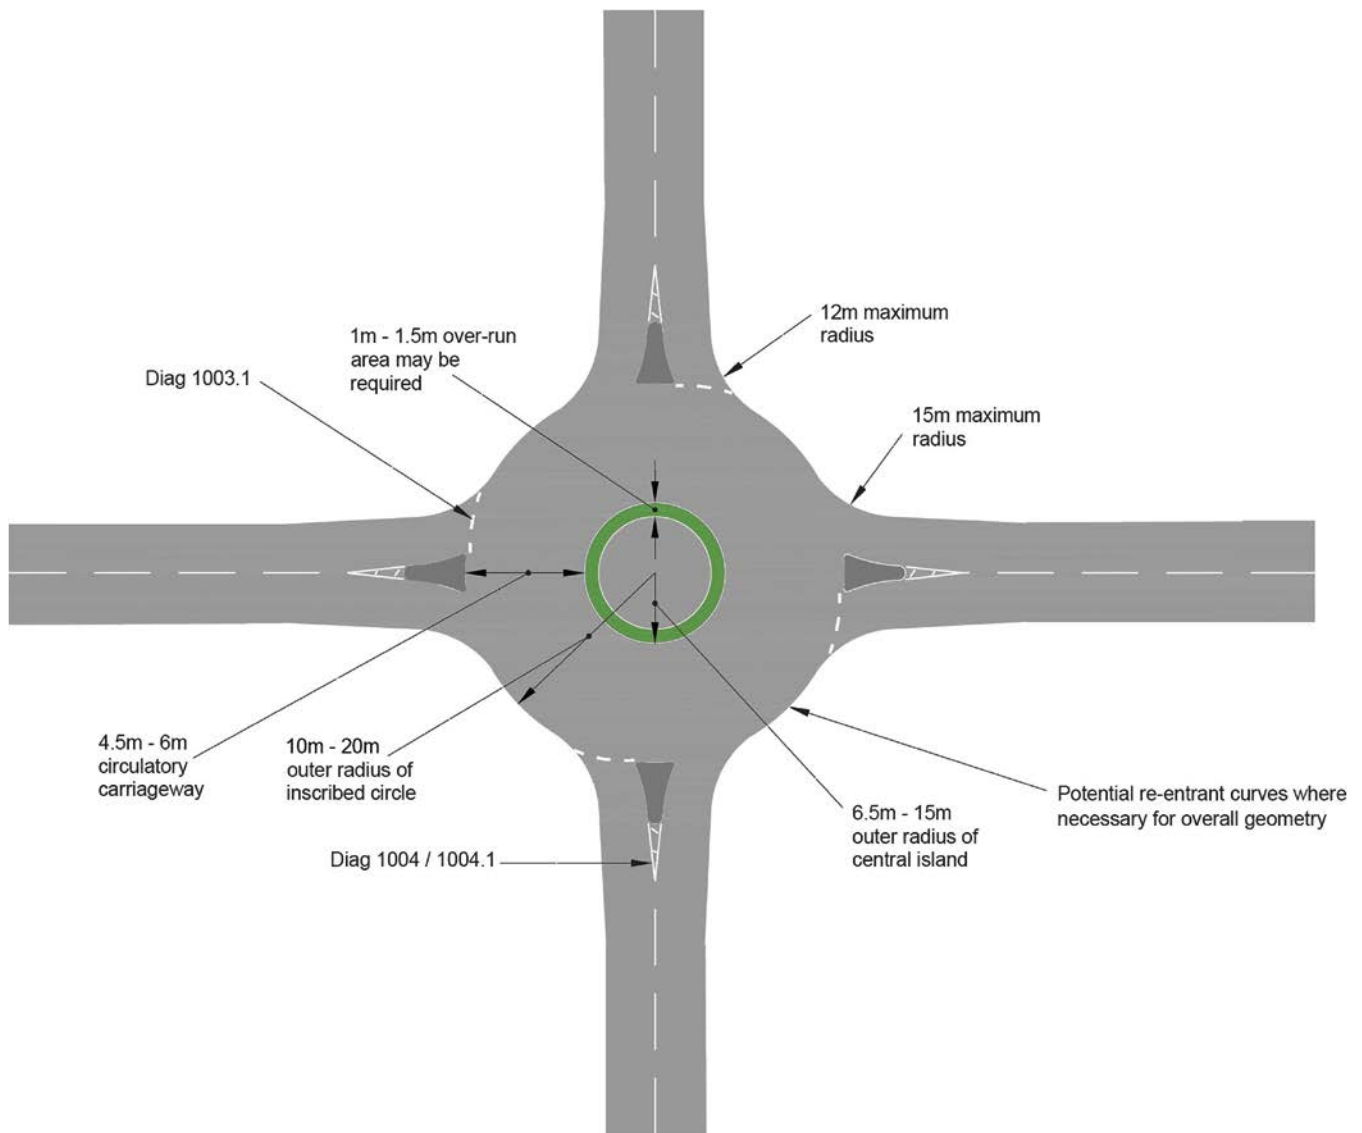 12m maximum
radius
1m - 1.5m over-run
area may be
required
Diag 1003.1
15m maximum
radius
4.5m - 6m
circulatory
carriageway
10m - 20m
outer radius of
inscribed circle
6.5m - 15m
outer radius of
central island
Potential re-entrant curves where
necessary for overall geometry
Diag 1004 / 1004.1